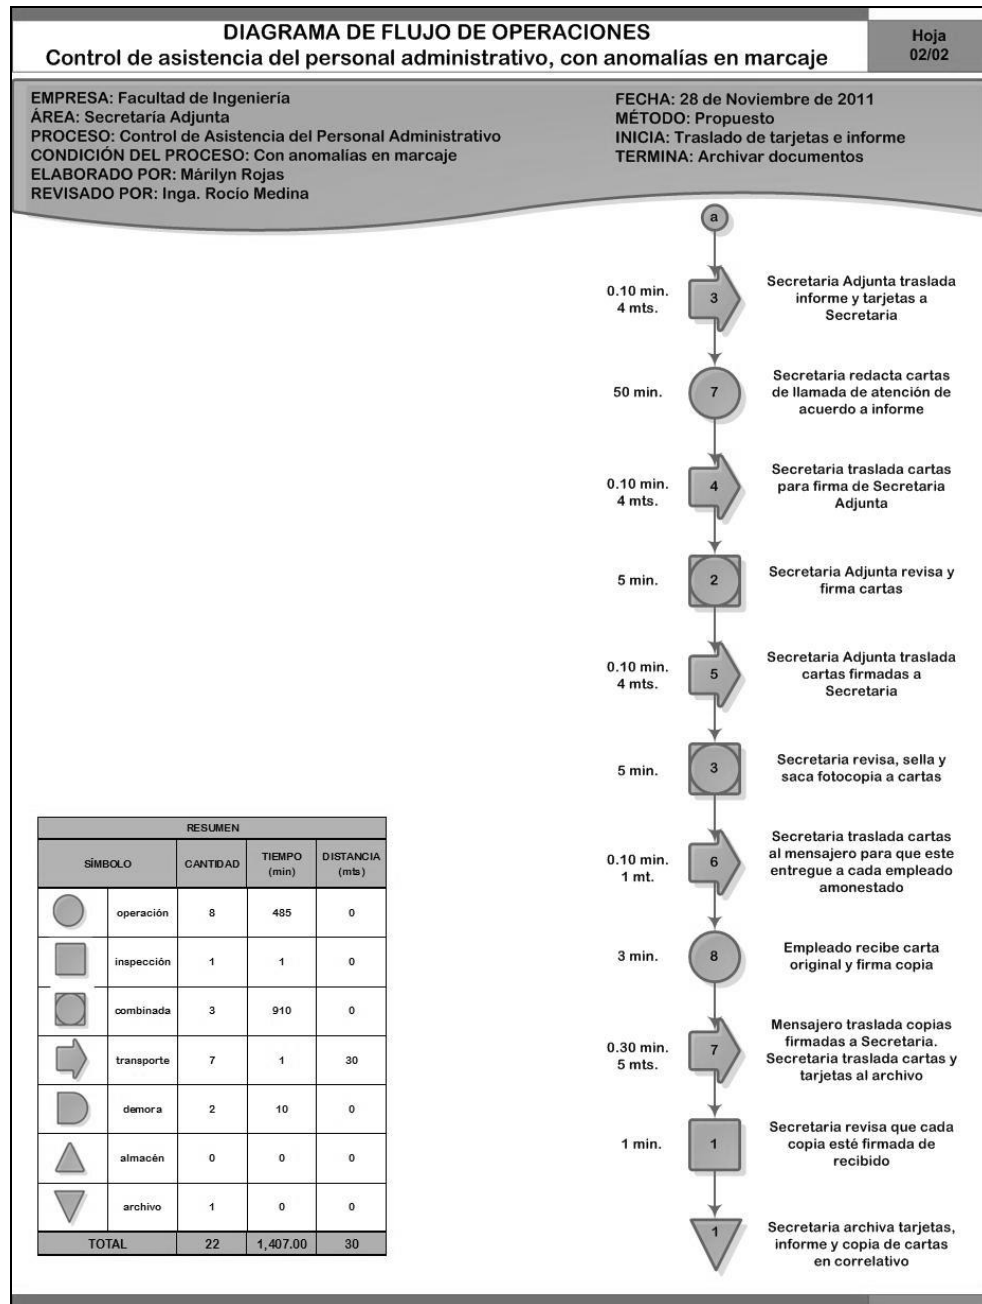 DIAGRAMA DE FLUJO DE OPERACIONES
Control de asistencia del personal administrativo, con anomalías en marcaje
Hoja
02/02
EMPRESA: Facultad de Ingeniería
ÁREA: Secretaría Adjunta
PROCESO: Control de Asistencia del Personal Administrativo
CONDICIÓN DEL PROCESO: Con anomalías en marcaje
ELABORADO POR: Márilyn Rojas
REVISADO POR: Inga. Rocío Medina
FECHA: 28 de Noviembre de 2011
MÉTODO: Propuesto
INICIA: Traslado de tarjetas e informe
TERMINA: Archivar documentos
a
0.10 min.
4 mts.
3
Secretaria Adjunta traslada
informe y tarjetas a
Secretaria
50 min.
7
Secretaria redacta cartas
de llamada de atención de
acuerdo a informe
0.10 min.
4 mts.
4
Secretaria traslada cartas
para firma de Secretaria
Adjunta
5 min.
2
Secretaria Adjunta revisa y
firma cartas
0.10 min.
4 mts.
5
Secretaria Adjunta traslada
cartas firmadas a
Secretaria
5 min.
3
Secretaria revisa, sella y
saca fotocopia a cartas
0.10 min.
1 mt.
6
Secretaria traslada cartas
al mensajero para que este
entregue a cada empleado
amonestado
3 min.
8
Empleado recibe carta
original y firma copia
0.30 min.
5 mts.
7
Mensajero traslada copias
firmadas a Secretaria.
Secretaria traslada cartas y
tarjetas al archivo
1 min.
1
Secretaria revisa que cada
copia esté firmada de
recibido
1
Secretaria archiva tarjetas,
informe y copia de cartas
en correlativo
RESUMEN
SÍMBOLO CANTIDAD TIEMPO (min) DISTANCIA (mts)
operación 8 485 0
inspección 1 1 0
combinada 3 910 0
transporte 7 1 30
demora 2 10 0
almacén 0 0 0
archivo 1 0 0
TOTAL 22 1,407.00 30